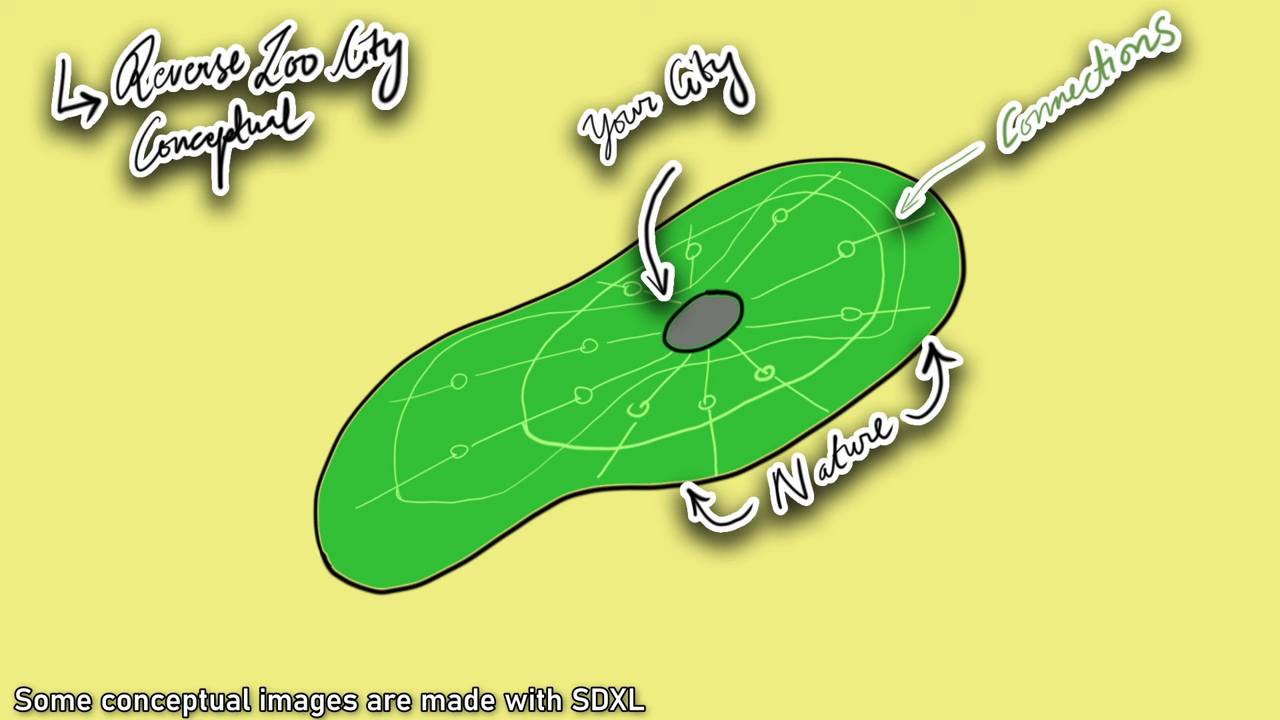 Reverse Zoo City
Conceptual
Your City
Connections
Nature
Some conceptual images are made with SDXL